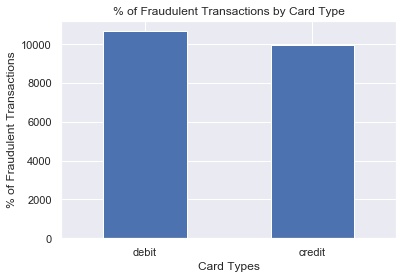 % of Fraudulent Transactions by Card Type
% of Fraudulent Transactions
10000
8000
6000
4000
2000
0
debit
credit
Card Types